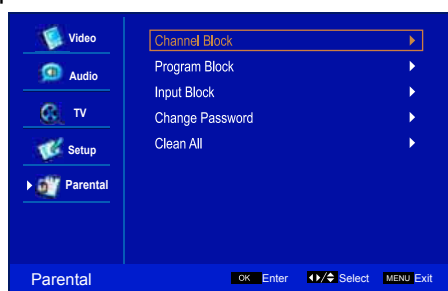 Video
Audio
TV
Setup
Parental
Channel Block
Program Block
Input Block
Change Password
Clean All
Parental
OK Enter
Select
MENU Exit